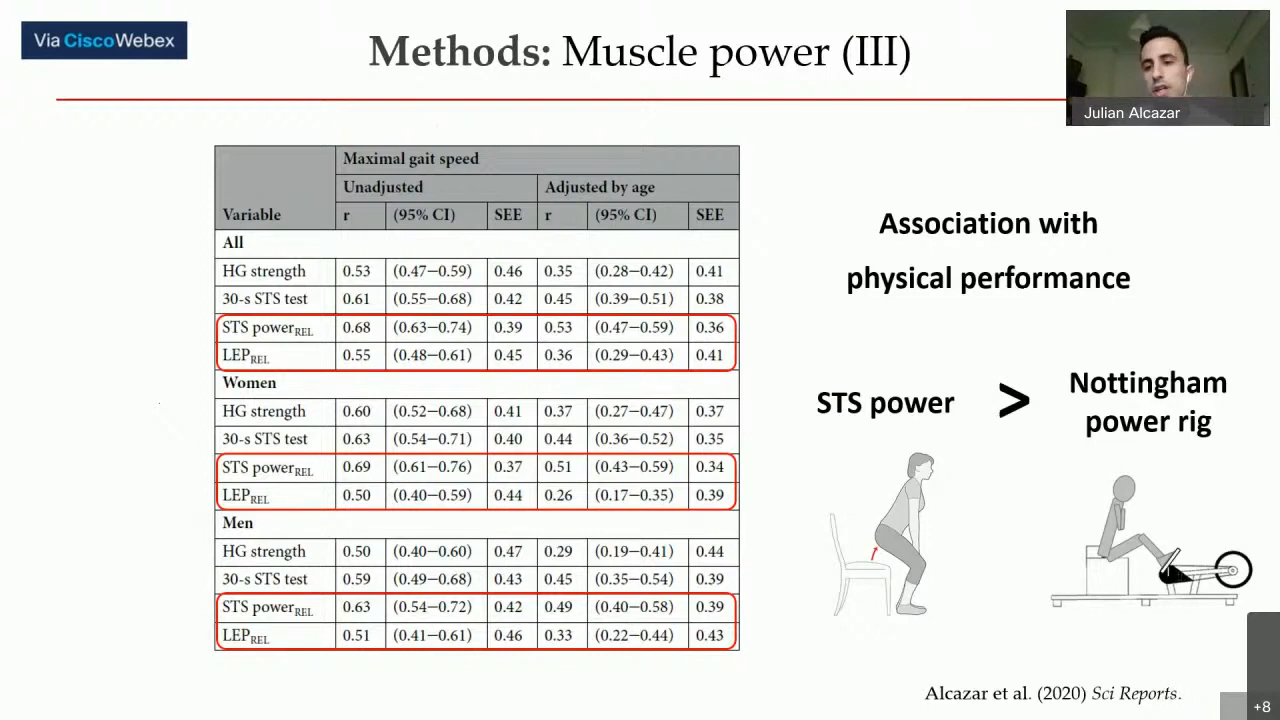 Via Cisco Webex
Methods: Muscle power (III)
Julian Alcazar
Variable
Maximal gait speed
Unadjusted Adjusted by age
r (95% CI) SEE r (95% CI) SEE
All
HG strength 0.53 (0.47–0.59) 0.46 0.35 (0.28–0.42) 0.41
30-s STS test 0.61 (0.55–0.68) 0.42 0.45 (0.39–0.51) 0.38
STS powerREL 0.68 (0.63–0.74) 0.39 0.53 (0.47–0.59) 0.36
LEPREL 0.55 (0.48–0.61) 0.45 0.36 (0.29–0.43) 0.41
Women
HG strength 0.60 (0.52–0.68) 0.41 0.37 (0.27–0.47) 0.37
30-s STS test 0.63 (0.54–0.71) 0.40 0.44 (0.36–0.52) 0.35
STS powerREL 0.69 (0.61–0.76) 0.37 0.51 (0.43–0.59) 0.34
LEPREL 0.50 (0.40–0.59) 0.44 0.26 (0.17–0.35) 0.39
Men
HG strength 0.50 (0.40–0.60) 0.47 0.29 (0.19–0.41) 0.44
30-s STS test 0.59 (0.49–0.68) 0.43 0.45 (0.35–0.54) 0.39
STS powerREL 0.63 (0.54–0.72) 0.42 0.49 (0.40–0.58) 0.39
LEPREL 0.51 (0.41–0.61) 0.46 0.33 (0.22–0.44) 0.43
Association with
physical performance
STS power > Nottingham
power rig
Alcazar et al. (2020) Sci Reports.
+8